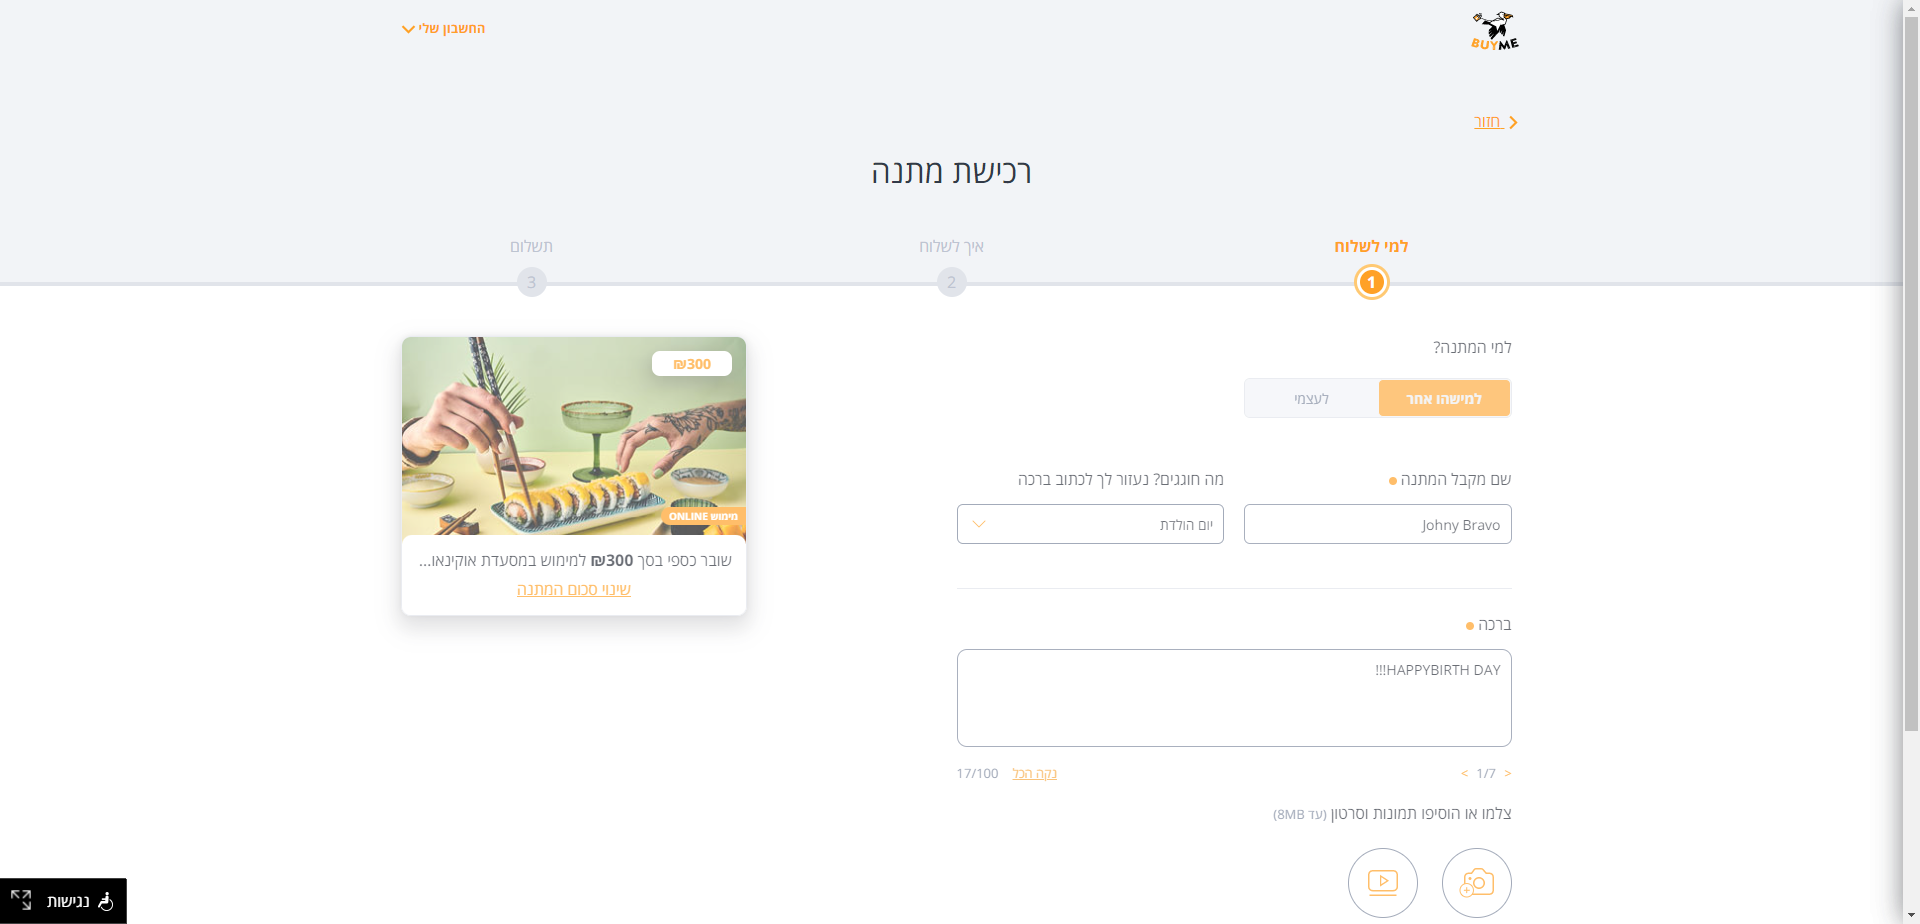 BUYME
החשבון שלי
חזור
רכישת מתנה
למי לשלוח
איך לשלוח
תשלום
1
2
3
למי המתנה?
למישהו אחר
לעצמי
שם מקבל המתנה
מה חוגגים? נעזור לך לכתוב ברכה
Johny Bravo
יום הולדת
ברכה
HAPPYBIRTH DAY!!!
< 1/7 >
נקה הכל
17/100
צלמו או הוסיפו תמונות וסרטון (עד 8MB)
₪300
מימוש ONLINE
שובר כספי בסך ₪300 למימוש במסעדת אוקינאו...
שינוי סכום המתנה
נגישות